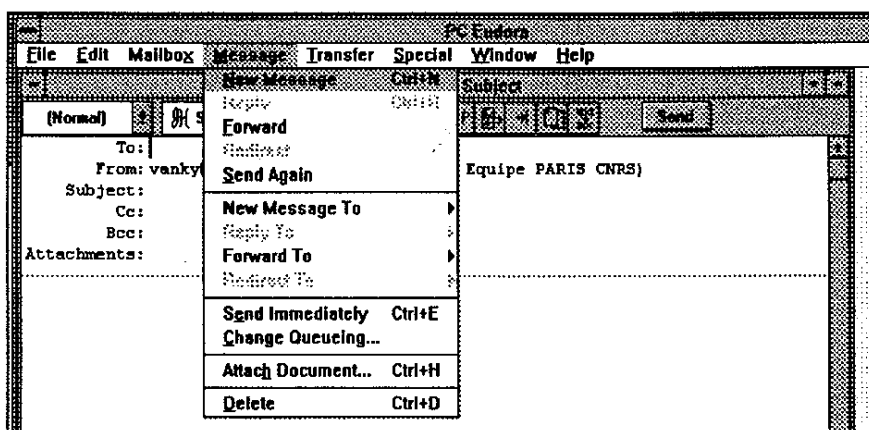 PC Eudora
File Edit Mailbox Message Transfer Special Window Help
Subject
(Normal) Send
New Message Ctrl+N
Reply Ctrl+R
Forward
Redirect
Send Again
New Message To
Reply To
Forward To
Redirect To
Send Immediately Ctrl+E
Change Queueing...
Attach Document... Ctrl+H
Delete Ctrl+D
To:
From: vanky Equipe PARIS CNRS)
Subject:
Cc:
Bcc:
Attachments: